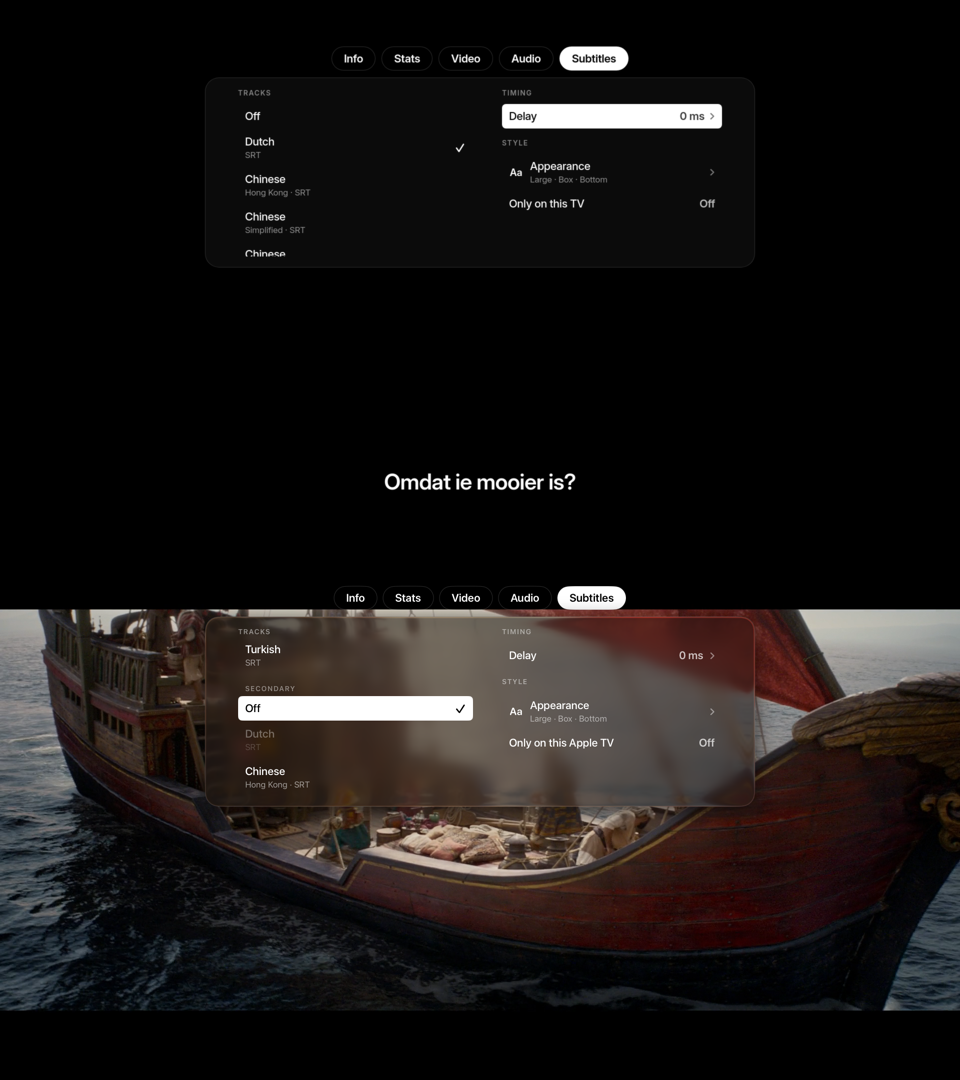 Info Stats Video Audio Subtitles
TRACKS
Off
Dutch
SRT
Chinese
Hong Kong · SRT
Chinese
Simplified · SRT
Chinese
TIMING
Delay 0 ms
STYLE
Aa Appearance
Large · Box · Bottom
Only on this TV Off
Omdat ie mooier is?
Info Stats Video Audio Subtitles
TRACKS
Turkish
SRT
SECONDARY
Off
Dutch
SRT
Chinese
Hong Kong · SRT
TIMING
Delay 0 ms
STYLE
Aa Appearance
Large · Box · Bottom
Only on this Apple TV Off